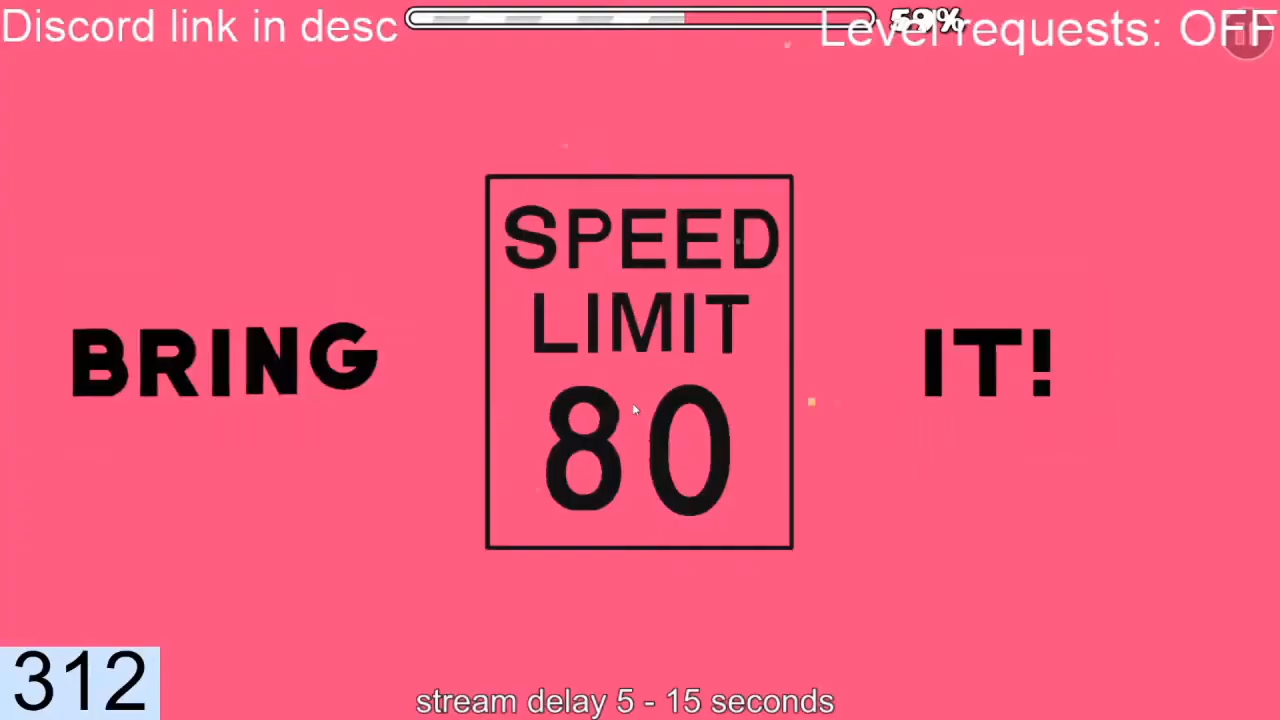 Discord link in desc
Level requests: OFF
SPEED
LIMIT
80
BRING
IT!
312
stream delay 5 - 15 seconds